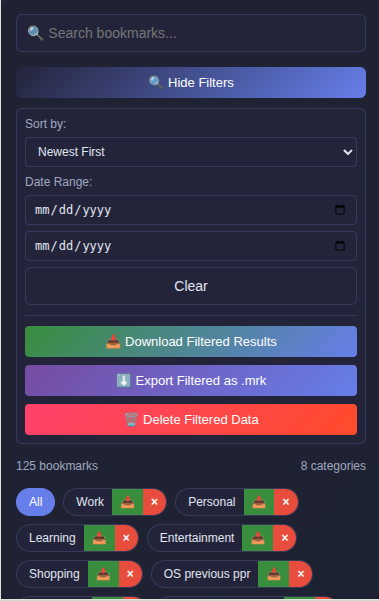 🔍 Search bookmarks...
🔍 Hide Filters
Sort by:
Newest First
Date Range:
mm/dd/yyyy
mm/dd/yyyy
Clear
📤 Download Filtered Results
⬇️ Export Filtered as .mrk
🗑️ Delete Filtered Data
125 bookmarks 8 categories
All Work 📤 × Personal 📤 ×
Learning 📤 × Entertainment 📤 ×
Shopping 📤 × OS previous ppr 📤 ×